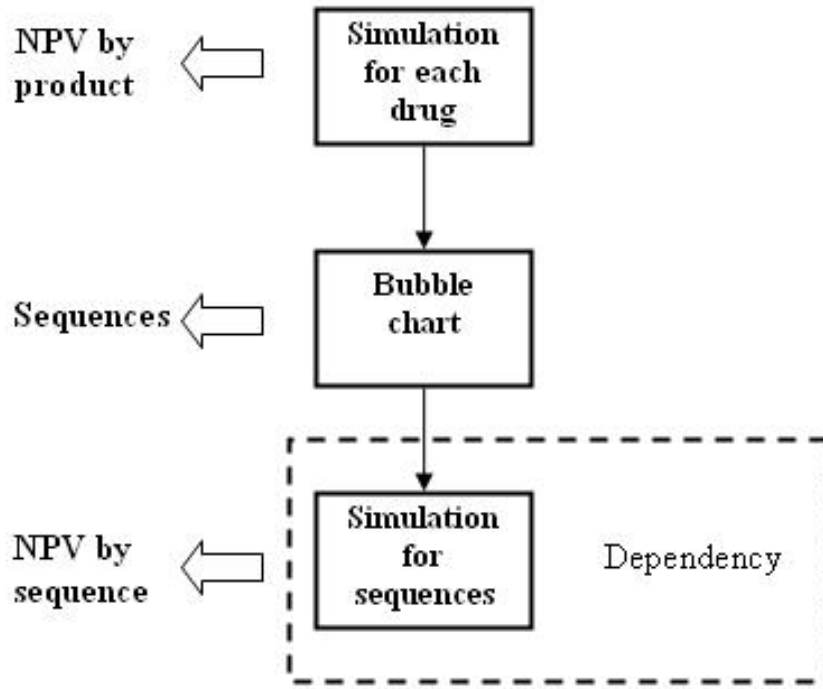 NPV by
product
Simulation
for each
drug
Sequences
Bubble
chart
NPV by
sequence
Simulation
for
sequences
Dependency